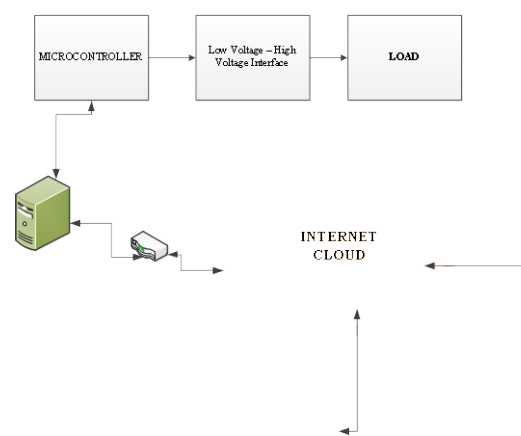 MICROCONTROLLER
Low Voltage – High
Voltage Interface
LOAD
INTERNET
CLOUD